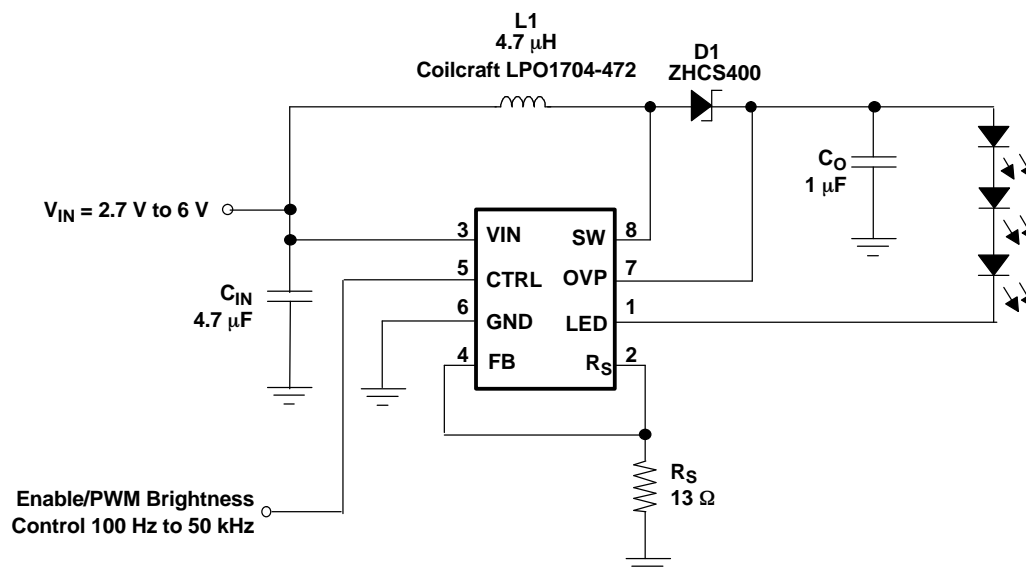 L1
4.7 μH
Coilcraft LPO1704-472
D1
ZHCS400
CO
1 μF
VIN = 2.7 V to 6 V
CIN
4.7 μF
3 VIN SW 8
5 CTRL OVP 7
6 GND LED 1
4 FB RS 2
RS
13 Ω
Enable/PWM Brightness
Control 100 Hz to 50 kHz